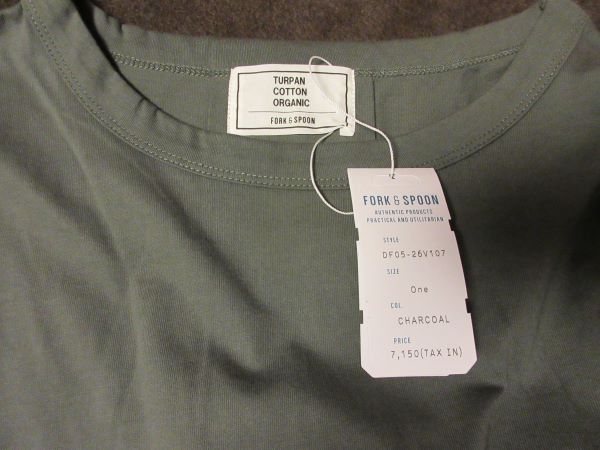 TURPAN
COTTON
ORGANIC
FORK & SPOON
FORK & SPOON
AUTHENTIC PRODUCTS
PRACTICAL AND UTILITARIAN
STYLE
DF05-26V107
SIZE
One
COL.
CHARCOAL
PRICE
7,150(TAX IN)